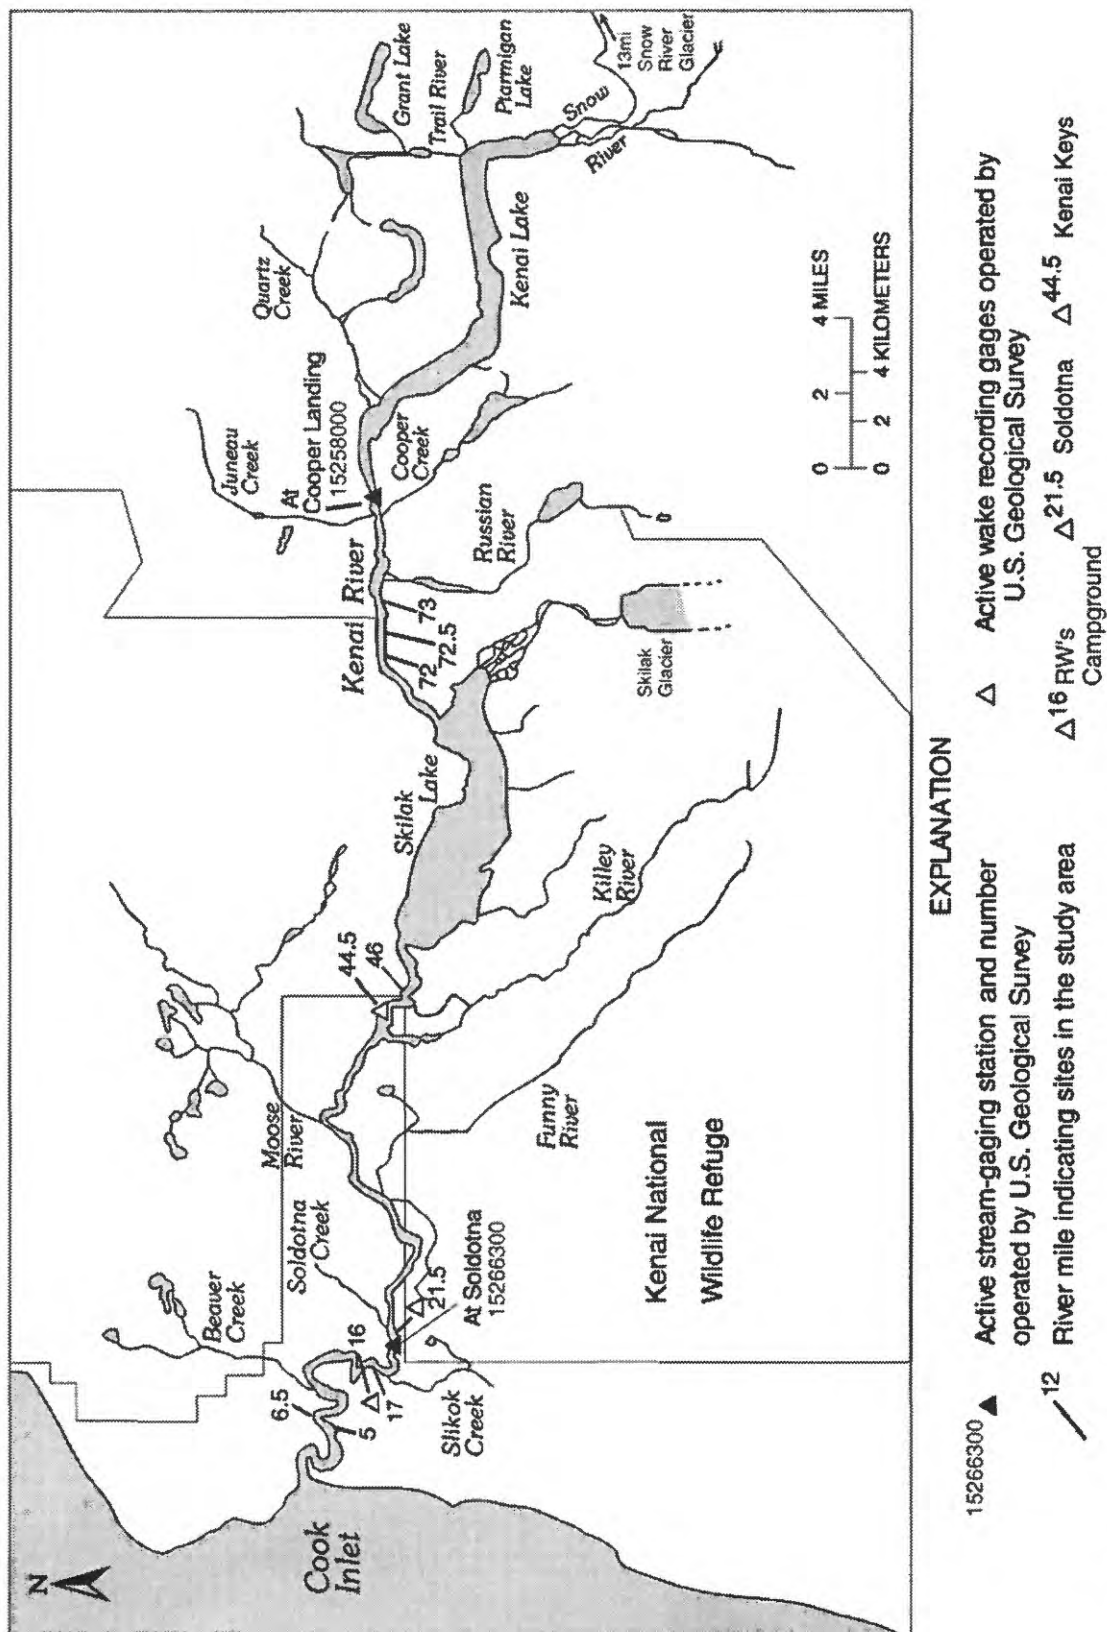 N
Cook
Inlet
Beaver
Creek
6.5
5
16
17
Slikok
Creek
Soldotna
Creek
21.5
At Soldotna
15266300
Moose
River
Funny
River
44.5
46
Killey
River
Kenai National
Wildlife Refuge
Skilak
Lake
Skilak
Glacier
Kenai River
72
72.5
73
Russian
River
Juneau
Creek
At
Cooper Landing
15258000
Cooper
Creek
Quartz
Creek
Kenai Lake
Grant Lake
Trail River
Ptarmigan
Lake
Snow
River
13mi
Snow
River
Glacier
0 2 4 MILES
0 2 4 KILOMETERS
EXPLANATION
15266300 ▲ Active stream-gaging station and number
operated by U.S. Geological Survey
12 River mile indicating sites in the study area
△ Active wake recording gages operated by
U.S. Geological Survey
△16 RW's
Campground
△21.5 Soldotna
△44.5 Kenai Keys